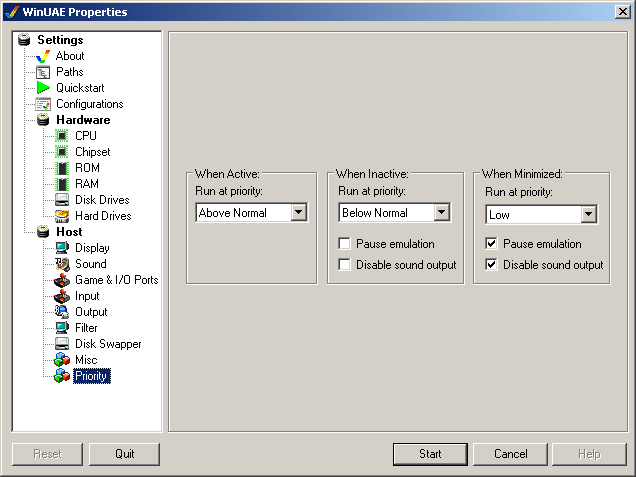 WinUAE Properties
Settings
About
Paths
Quickstart
Configurations
Hardware
CPU
Chipset
ROM
RAM
Disk Drives
Hard Drives
Host
Display
Sound
Game & I/O Ports
Input
Output
Filter
Disk Swapper
Misc
Priority
When Active:
Run at priority:
Above Normal
When Inactive:
Run at priority:
Below Normal
Pause emulation
Disable sound output
When Minimized:
Run at priority:
Low
Pause emulation
Disable sound output
Reset
Quit
Start
Cancel
Help